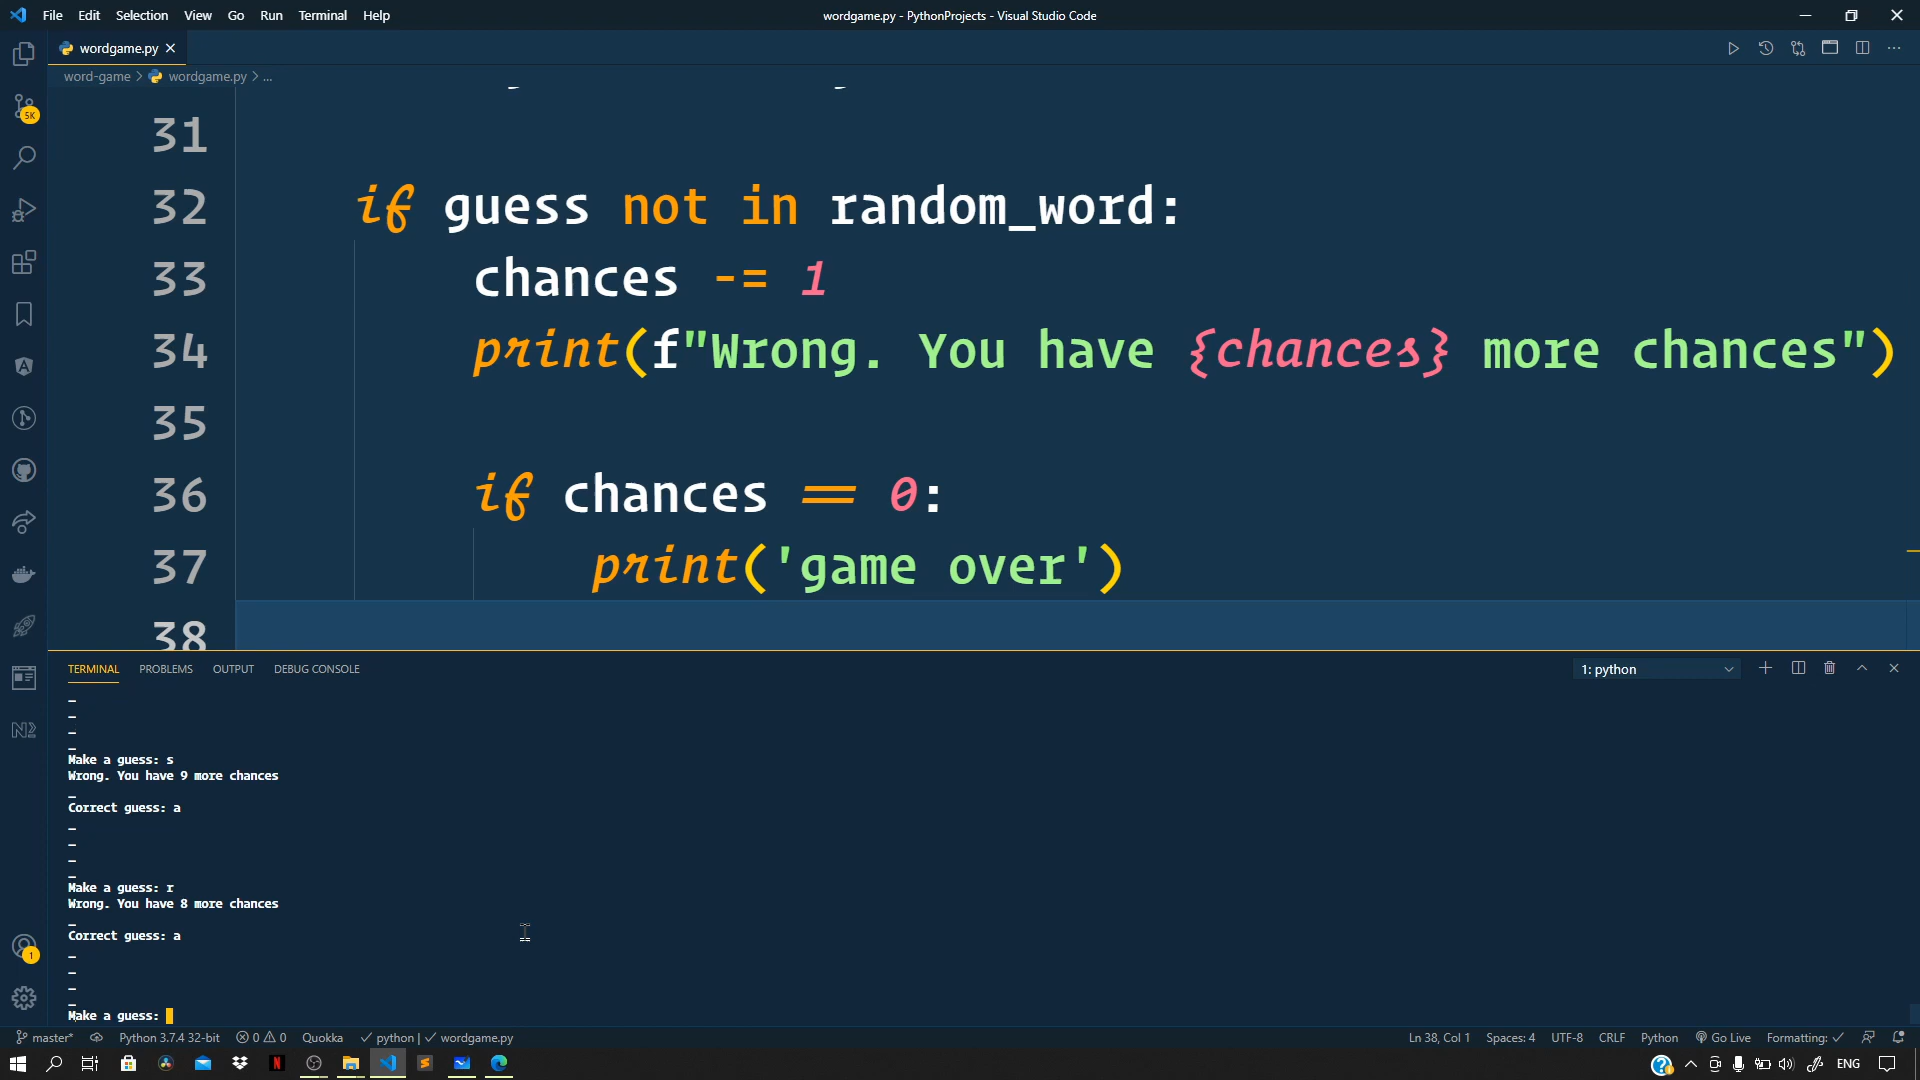 File Edit Selection View Go Run Terminal Help
wordgame.py - PythonProjects - Visual Studio Code
wordgame.py
word-game > wordgame.py > ...
31
32 if guess not in random_word:
33 chances -= 1
34 print(f"Wrong. You have {chances} more chances")
35
36 if chances == 0:
37 print('game over')
38
5K
TERMINAL PROBLEMS OUTPUT DEBUG CONSOLE
1: python
_
_
_
_
Make a guess: s
Wrong. You have 9 more chances
_
Correct guess: a
_
_
_
_
Make a guess: r
Wrong. You have 8 more chances
_
Correct guess: a
_
_
_
_
Make a guess:
1
master* Python 3.7.4 32-bit 0 0 Quokka ✓ python | ✓ wordgame.py
Ln 38, Col 1 Spaces: 4 UTF-8 CRLF Python Go Live Formatting: ✓
ENG